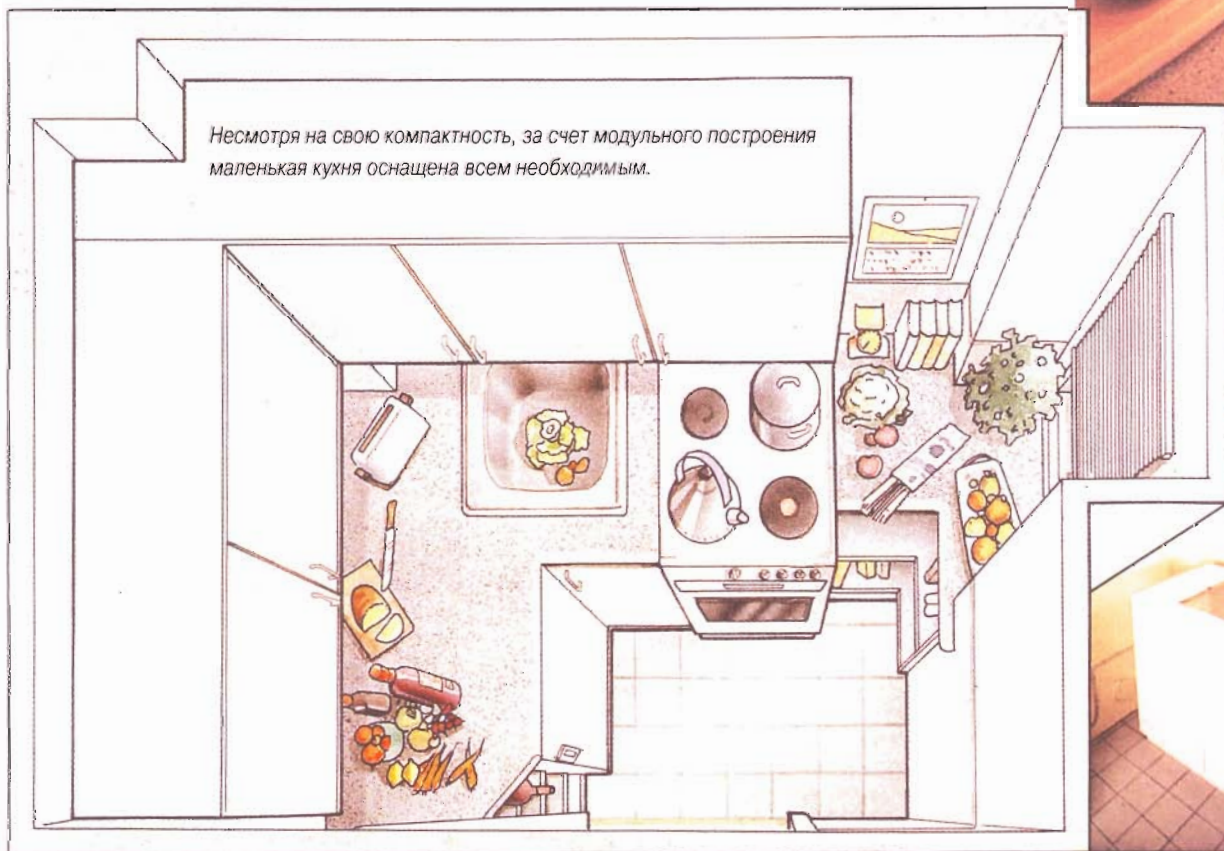 Несмотря на свою компактность, за счет модульного построения
маленькая кухня оснащена всем необходимым.